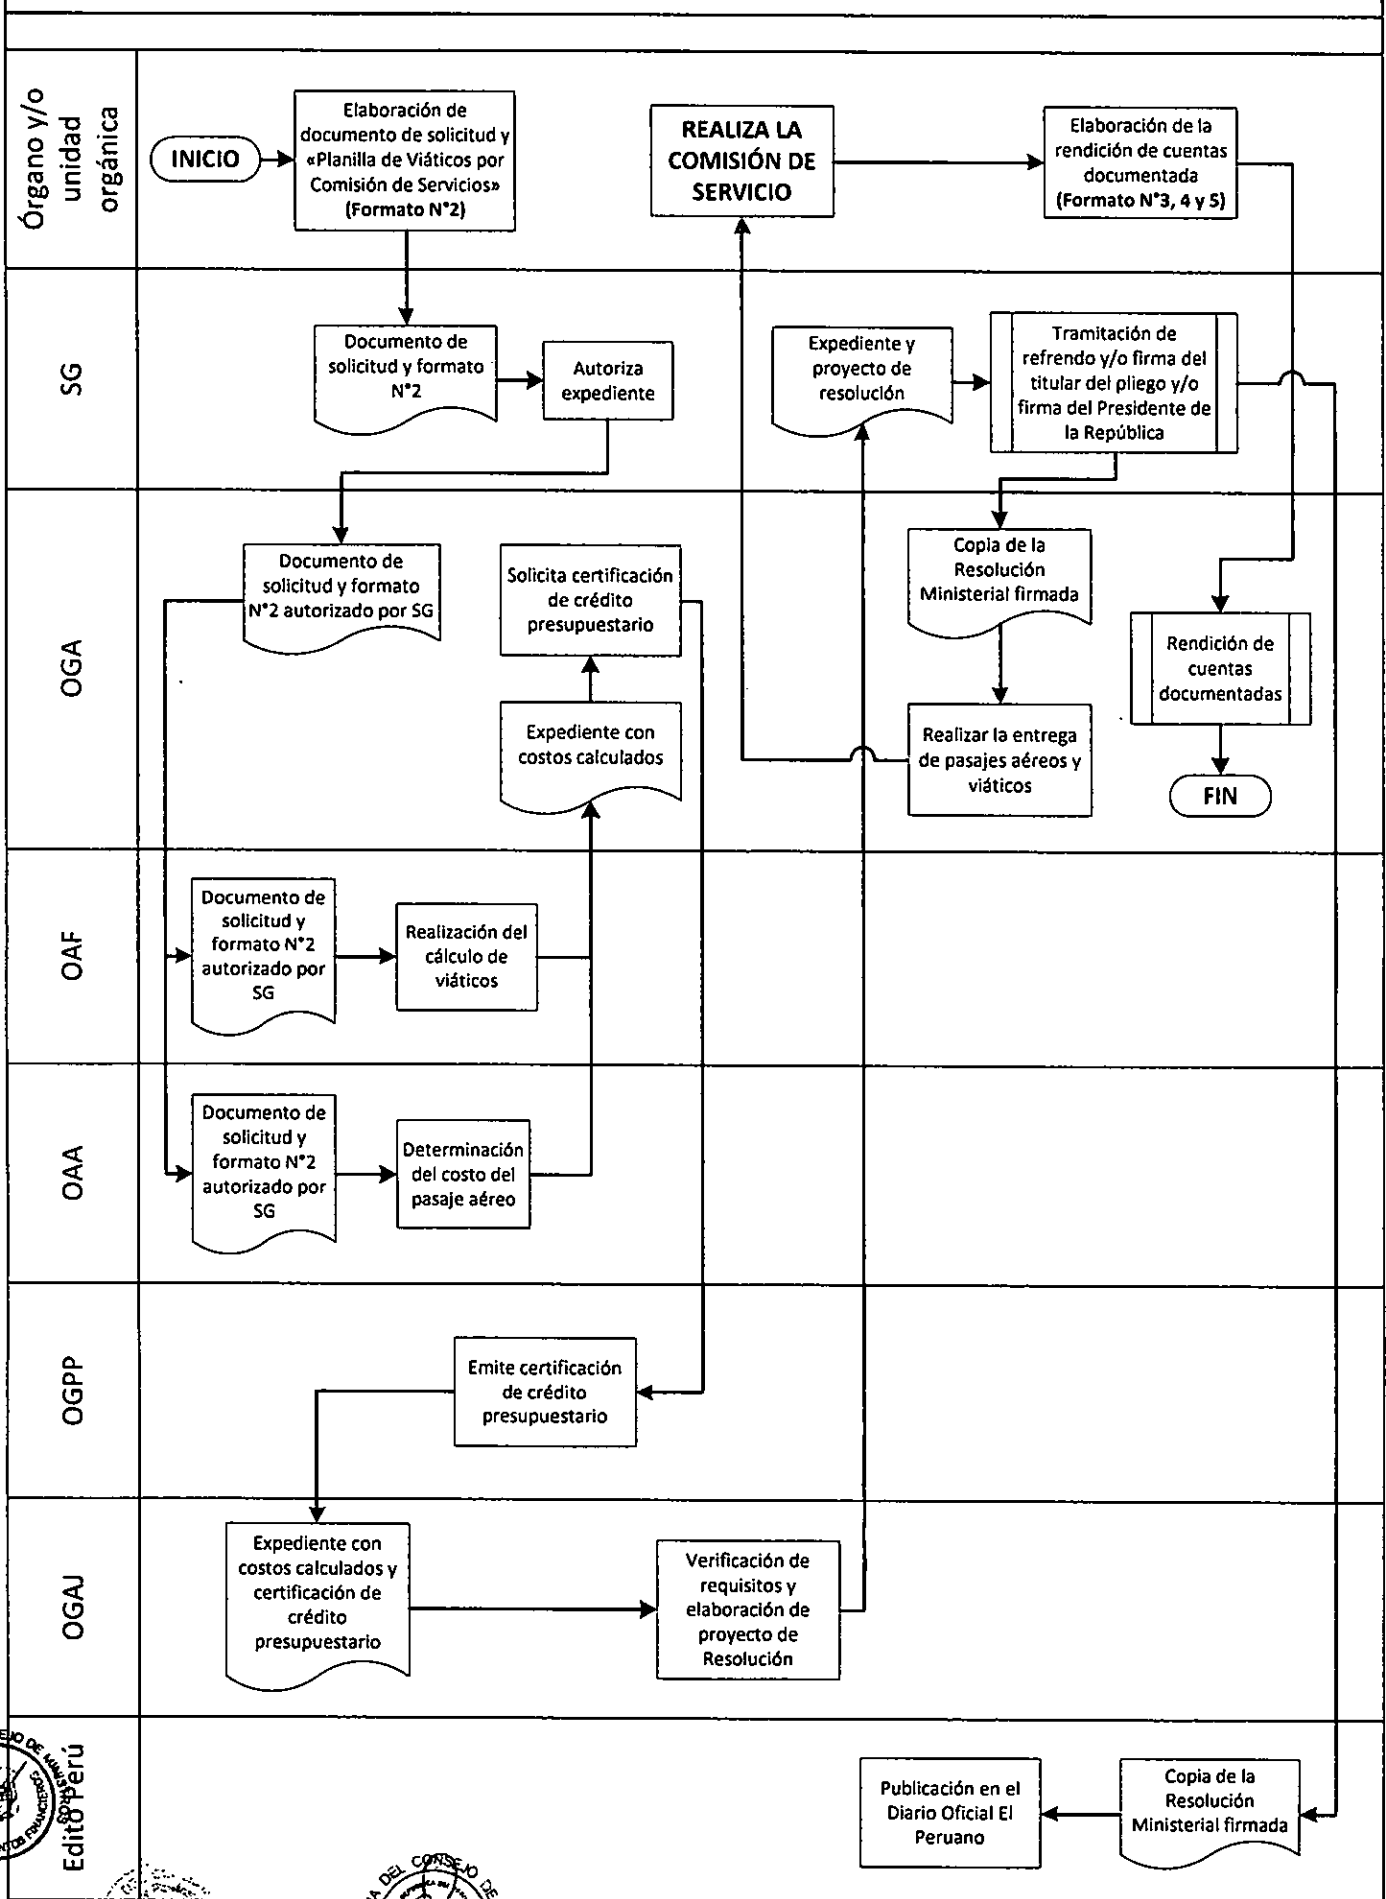 Órgano y/o
unidad
orgánica
INICIO
Elaboración de
documento de solicitud y
«Planilla de Viáticos por
Comisión de Servicios»
(Formato N°2)
REALIZA LA
COMISIÓN DE
SERVICIO
Elaboración de la
rendición de cuentas
documentada
(Formato N°3, 4 y 5)
SG
Documento de
solicitud y formato
N°2
Autoriza
expediente
Expediente y
proyecto de
resolución
Tramitación de
refrendo y/o firma del
titular del pliego y/o
firma del Presidente de
la República
OGA
Documento de
solicitud y formato
N°2 autorizado por SG
Solicita certificación
de crédito
presupuestario
Expediente con
costos calculados
Copia de la
Resolución
Ministerial firmada
Realizar la entrega
de pasajes aéreos y
viáticos
Rendición de
cuentas
documentadas
FIN
OAF
Documento de
solicitud y
formato N°2
autorizado por
SG
Realización del
cálculo de
viáticos
OAA
Documento de
solicitud y
formato N°2
autorizado por
SG
Determinación
del costo del
pasaje aéreo
OGPP
Emite certificación
de crédito
presupuestario
OGAJ
Expediente con
costos calculados y
certificación de
crédito
presupuestario
Verificación de
requisitos y
elaboración de
proyecto de
Resolución
Edito Perú
Publicación en el
Diario Oficial El
Peruano
Copia de la
Resolución
Ministerial firmada
DE MINISTROS
DEL CONSEJO DE